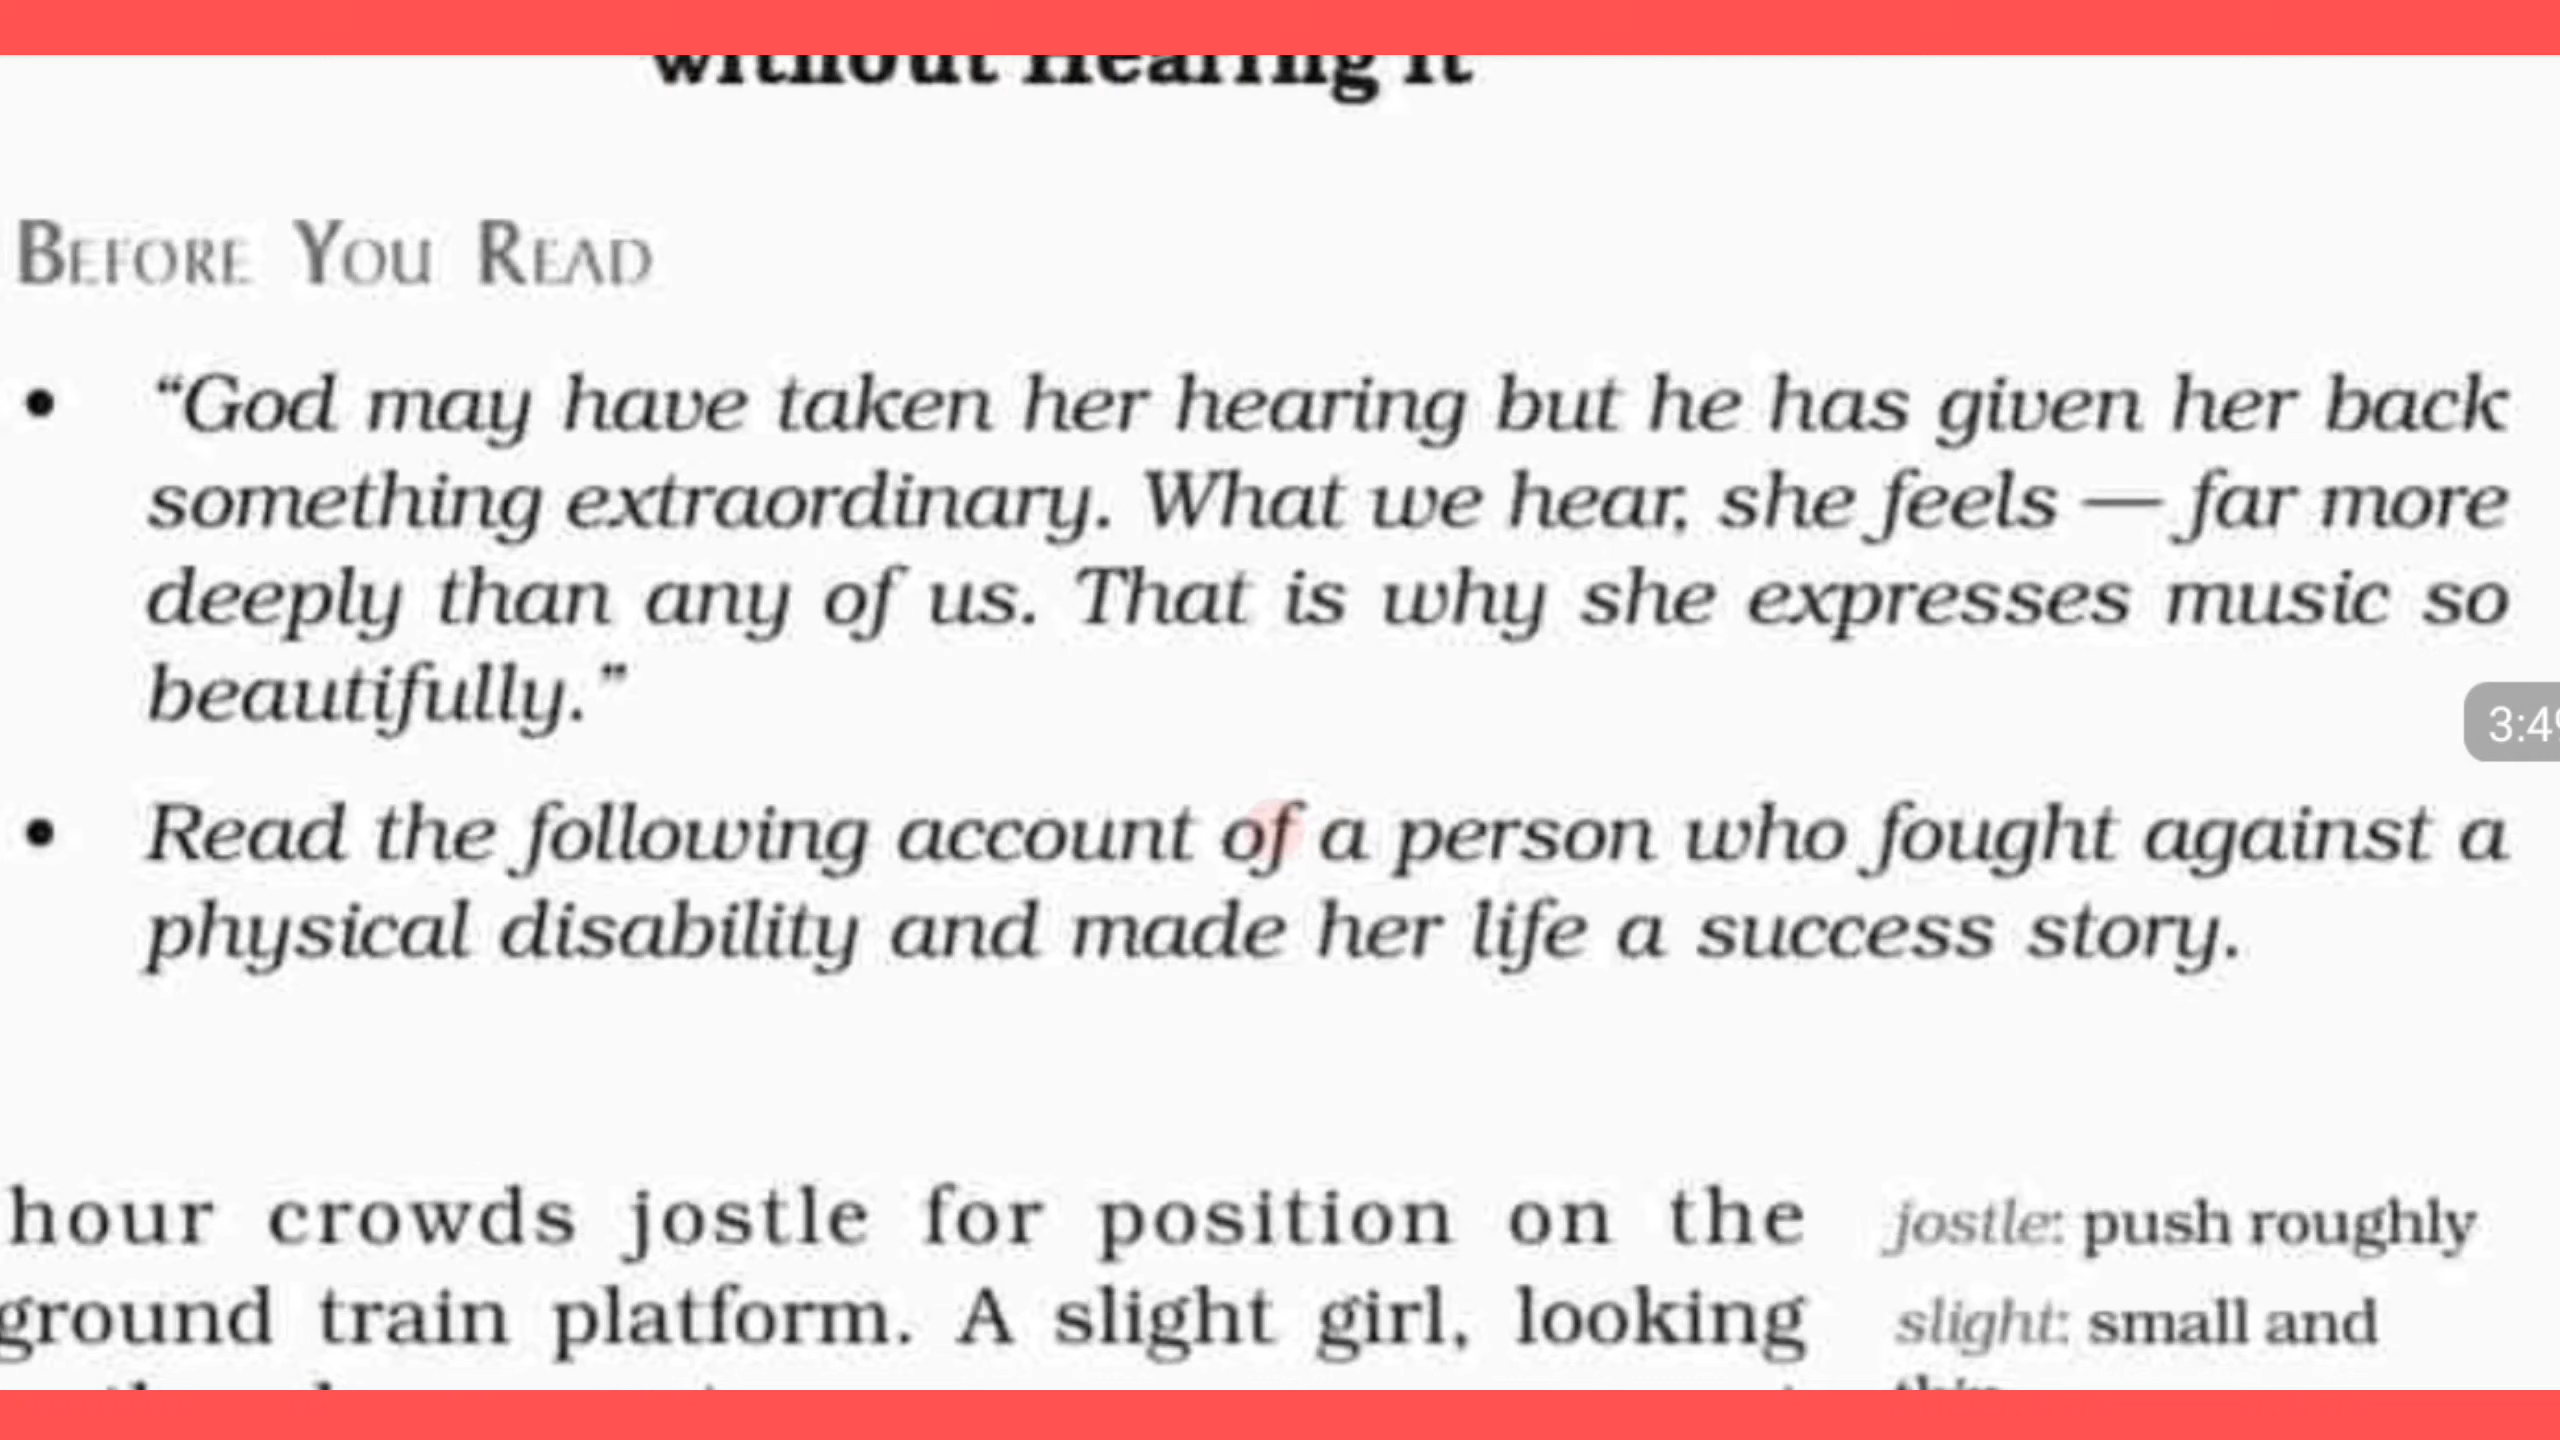 without Hearing it
BEFORE YOU READ
• “God may have taken her hearing but he has given her back
something extraordinary. What we hear, she feels — far more
deeply than any of us. That is why she expresses music so
beautifully.”
• Read the following account of a person who fought against a
physical disability and made her life a success story.
hour crowds jostle for position on the
ground train platform. A slight girl, looking
jostle: push roughly
slight: small and
3:4